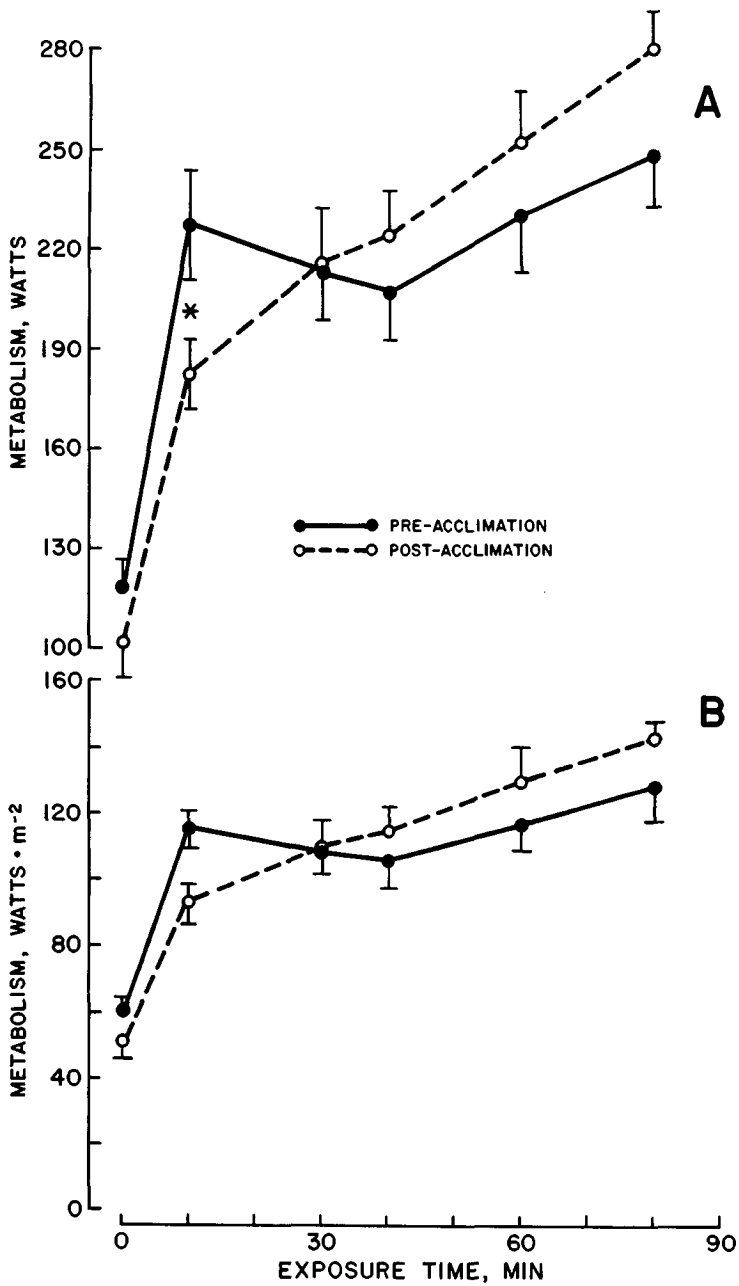 280
A
250
220
METABOLISM, WATTS
190
*
160
PRE-ACCLIMATION
130
POST-ACCLIMATION
100
160
B
120
METABOLISM, WATTS • m-2
80
40
0
0 30 60 90
EXPOSURE TIME, MIN